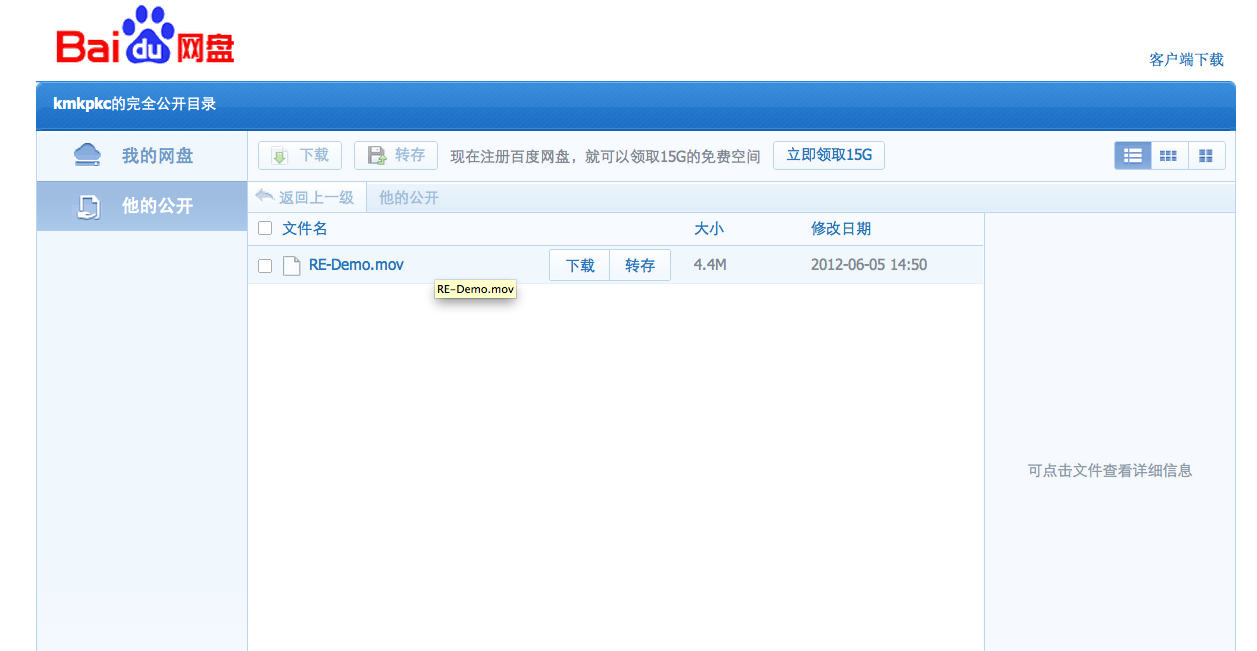 Baidu网盘
客户端下载
kmkpkc的完全公开目录
我的网盘
下载 转存 现在注册百度网盘，就可以领取15G的免费空间 立即领取15G
他的公开
返回上一级 他的公开
文件名 大小 修改日期
RE-Demo.mov 下载 转存 4.4M 2012-06-05 14:50
RE-Demo.mov
可点击文件查看详细信息